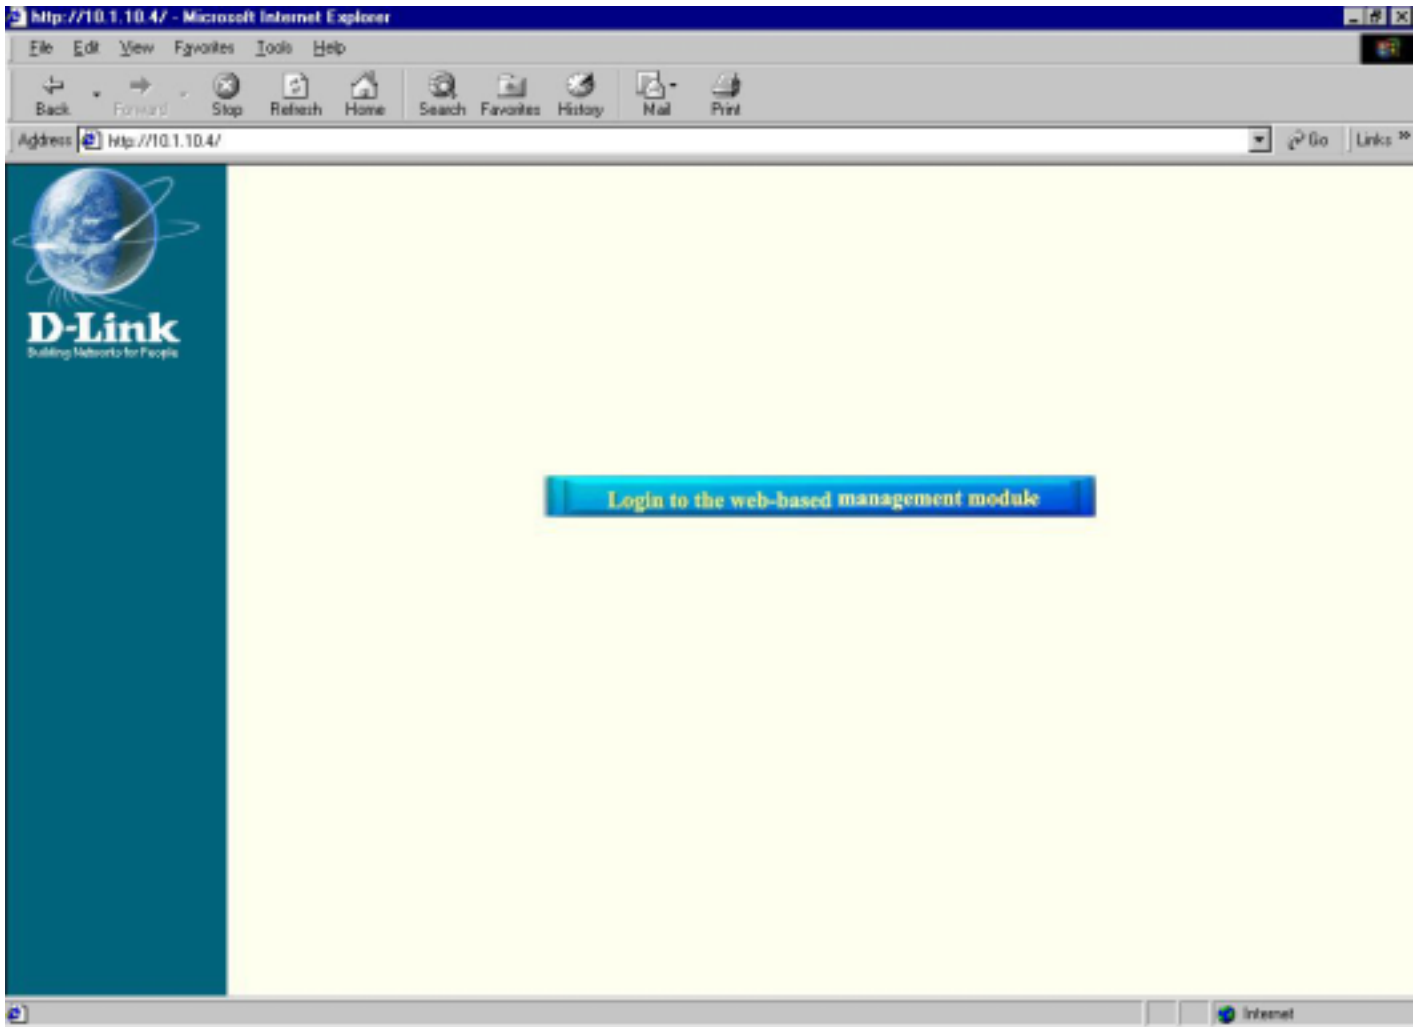 http://10.1.10.4/ - Microsoft Internet Explorer
File Edit View Favorites Tools Help
Back Forward Stop Refresh Home Search Favorites History Mail Print
Address http://10.1.10.4/ Go Links »
D-Link
Building Networks for People
Login to the web-based management module
Internet